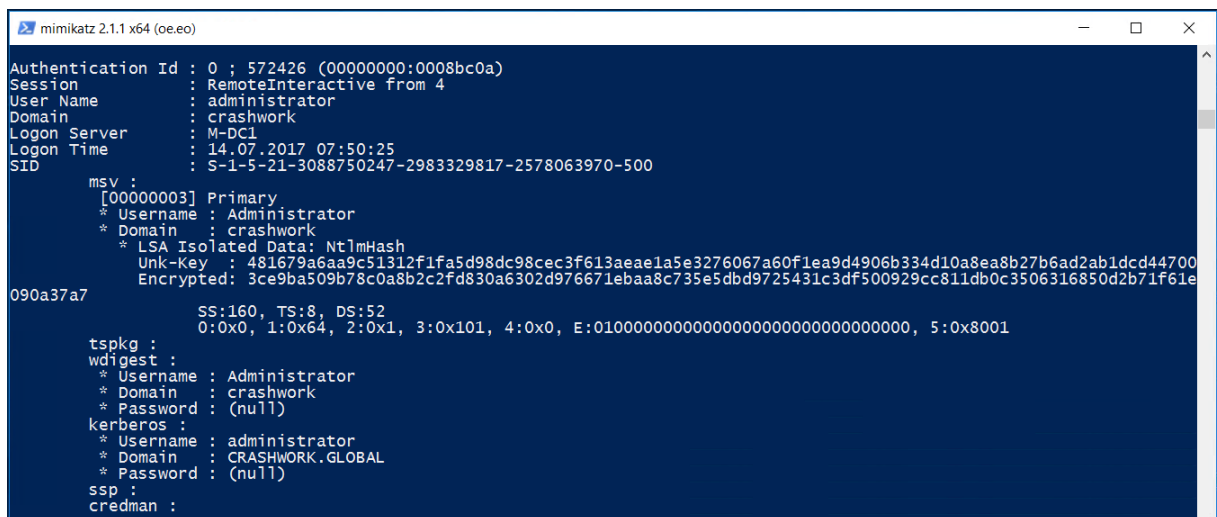 mimikatz 2.1.1 x64 (oe.eo)
Authentication Id : 0 ; 572426 (00000000:0008bc0a)
Session           : RemoteInteractive from 4
User Name         : administrator
Domain            : crashwork
Logon Server      : M-DC1
Logon Time        : 14.07.2017 07:50:25
SID               : S-1-5-21-3088750247-2983329817-2578063970-500
        msv :
         [00000003] Primary
         * Username : Administrator
         * Domain   : crashwork
           * LSA Isolated Data: NtlmHash
             Unk-Key  : 481679a6aa9c51312f1fa5d98dc98cec3f613aeae1a5e3276067a60f1ea9d4906b334d10a8ea8b27b6ad2ab1dcd44700
             Encrypted: 3ce9ba509b78c0a8b2c2fd830a6302d976671ebaa8c735e5dbd9725431c3df500929cc811db0c3506316850d2b71f61e
090a37a7
                   SS:160, TS:8, DS:52
                   0:0x0, 1:0x64, 2:0x1, 3:0x101, 4:0x0, E:01000000000000000000000000000000, 5:0x8001
        tspkg :
        wdigest :
         * Username : Administrator
         * Domain   : crashwork
         * Password : (null)
        kerberos :
         * Username : administrator
         * Domain   : CRASHWORK.GLOBAL
         * Password : (null)
        ssp :
        credman :